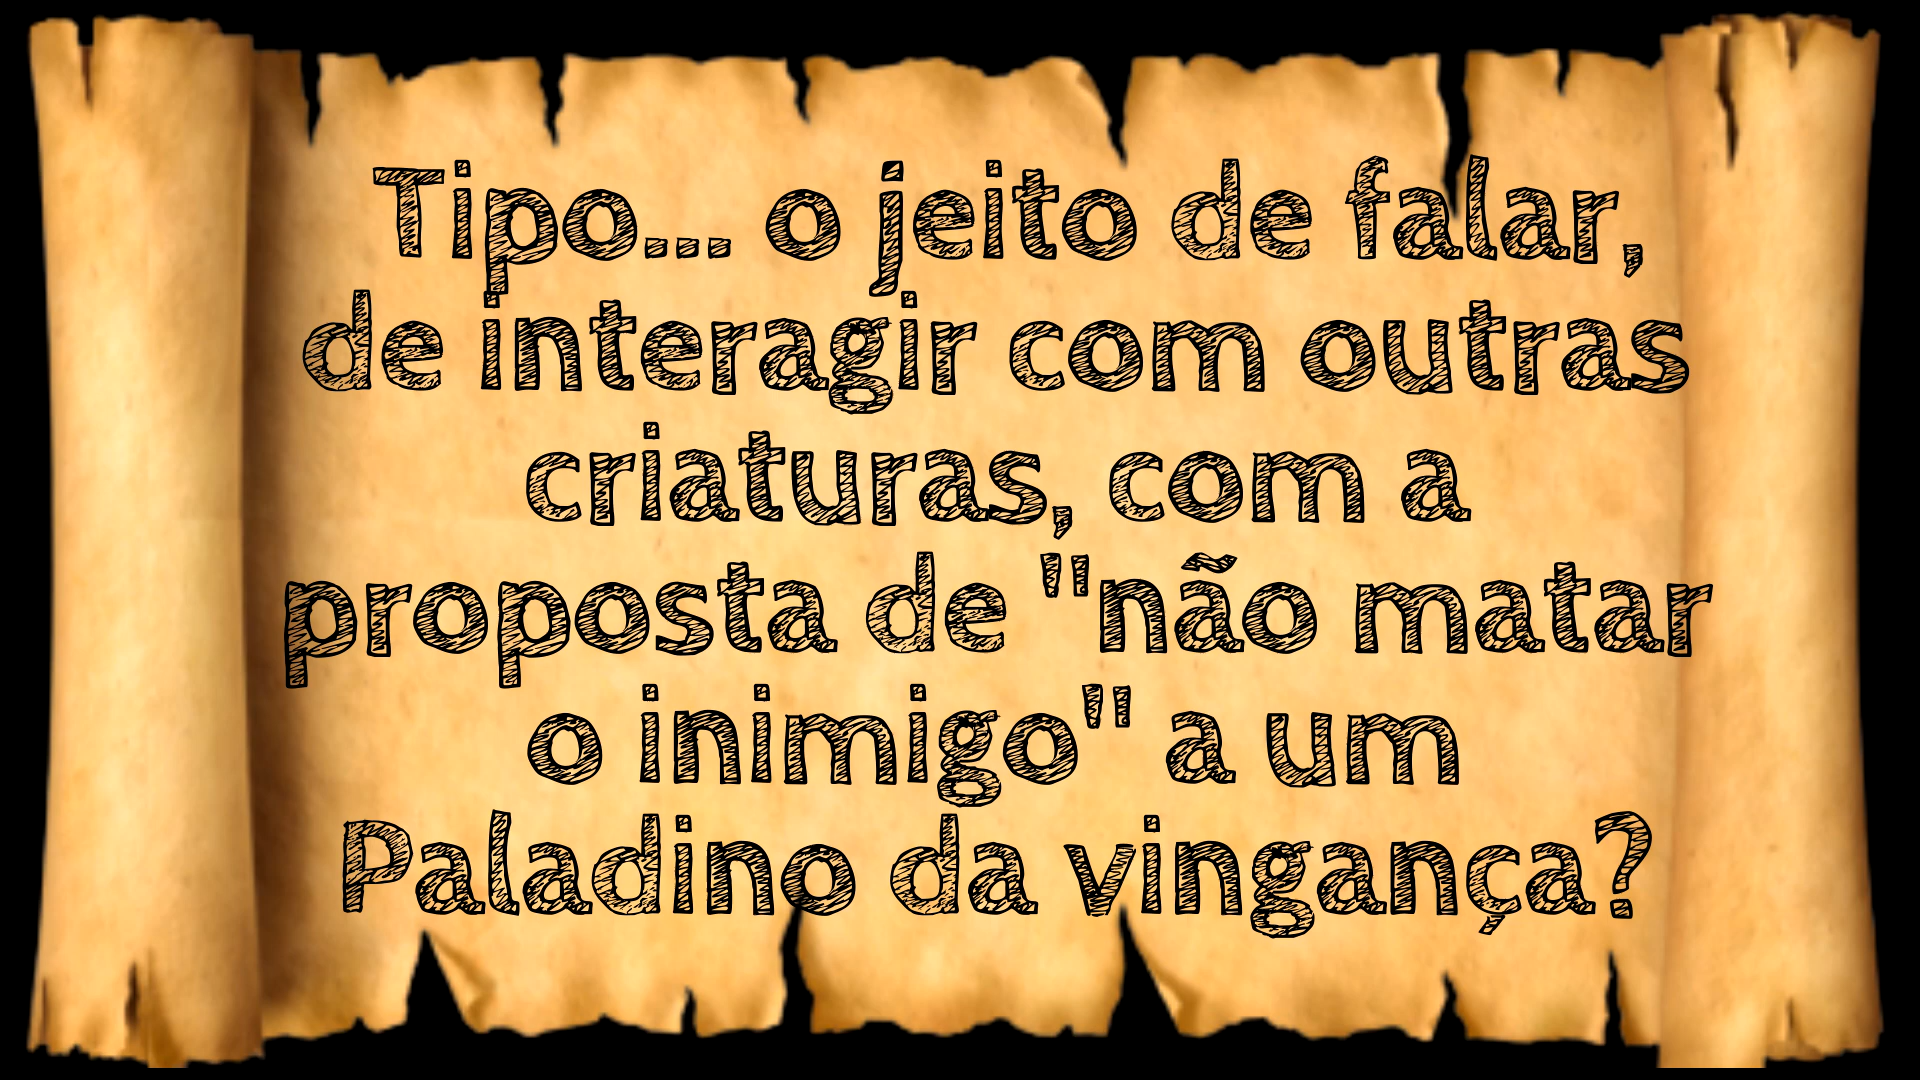 Tipo... o jeito de falar,
de interagir com outras
criaturas, com a
proposta de "não matar
o inimigo" a um
Paladino da vingança?